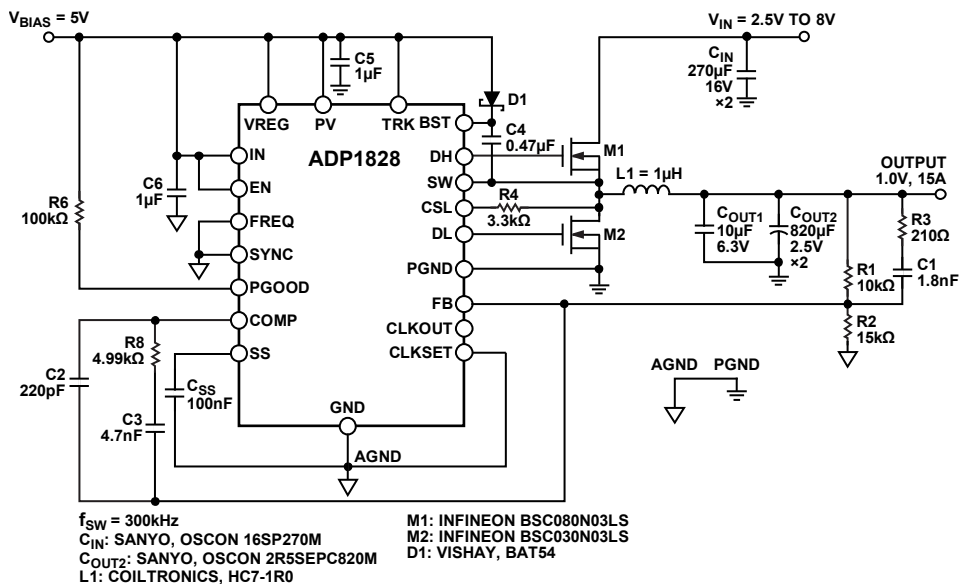 VBIAS = 5V
VIN = 2.5V TO 8V
C5
1µF
CIN
270µF
16V
×2
D1
VREG
PV
TRK
BST
C4
0.47µF
M1
ADP1828
IN
DH
EN
SW
L1 = 1µH
OUTPUT
1.0V, 15A
C6
1µF
R6
100kΩ
FREQ
CSL
R4
3.3kΩ
COUT1
10µF
6.3V
COUT2
820µF
2.5V
×2
R3
210Ω
SYNC
DL
M2
PGND
R1
10kΩ
C1
1.8nF
PGOOD
FB
COMP
CLKOUT
R2
15kΩ
R8
4.99kΩ
SS
CLKSET
C2
220pF
CSS
100nF
AGND PGND
C3
4.7nF
GND
AGND
fSW = 300kHz
CIN: SANYO, OSCON 16SP270M
COUT2: SANYO, OSCON 2R5SEPC820M
L1: COILTRONICS, HC7-1R0
M1: INFINEON BSC080N03LS
M2: INFINEON BSC030N03LS
D1: VISHAY, BAT54